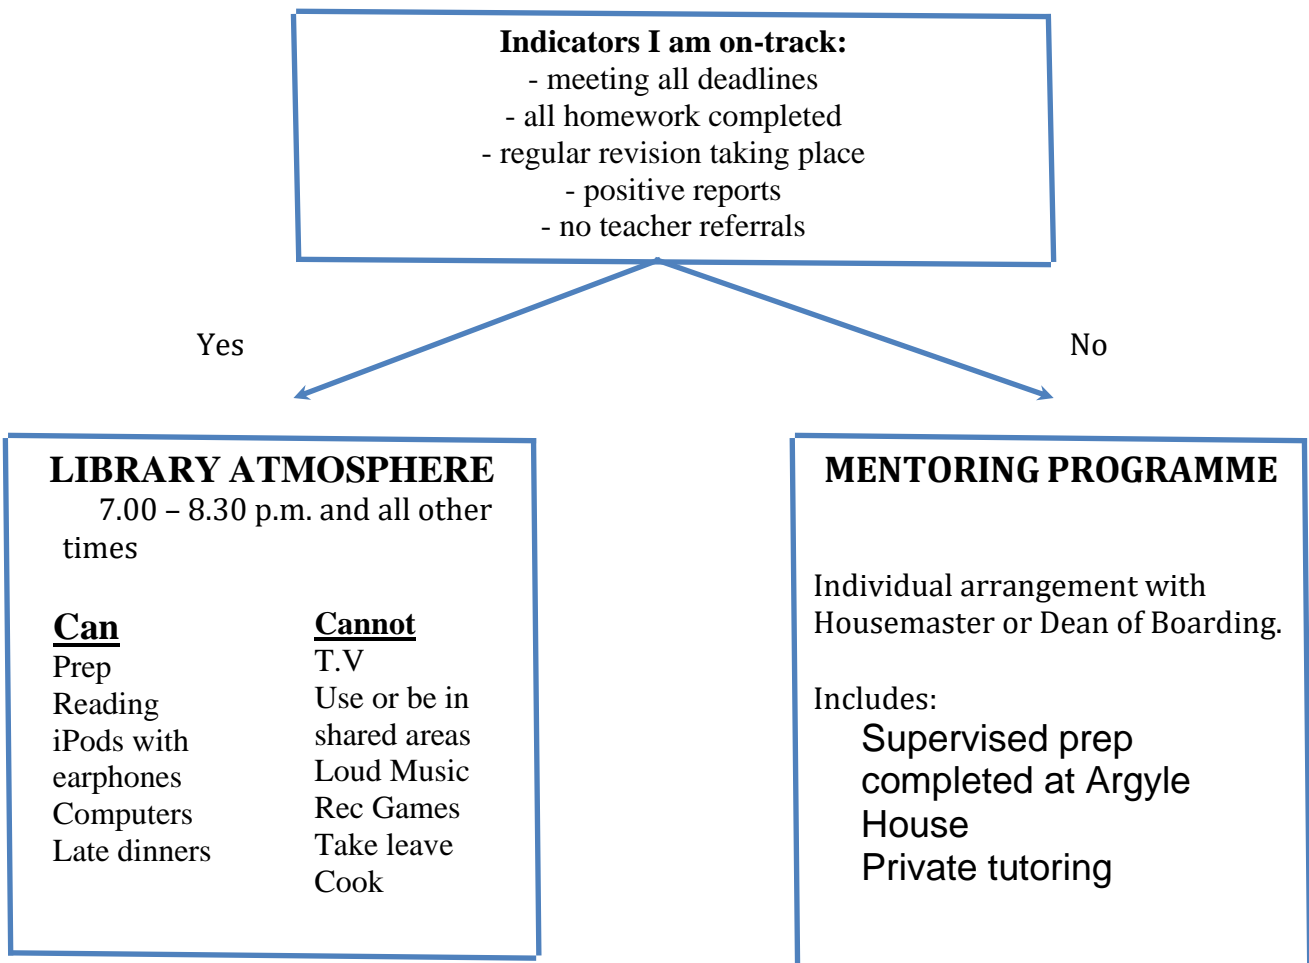 Indicators I am on-track:
- meeting all deadlines
- all homework completed
- regular revision taking place
- positive reports
- no teacher referrals
Yes
No
LIBRARY ATMOSPHERE
7.00 – 8.30 p.m. and all other
times
Can
Prep
Reading
iPods with
earphones
Computers
Late dinners
Cannot
T.V
Use or be in
shared areas
Loud Music
Rec Games
Take leave
Cook
MENTORING PROGRAMME
Individual arrangement with
Housemaster or Dean of Boarding.
Includes:
Supervised prep
completed at Argyle
House
Private tutoring